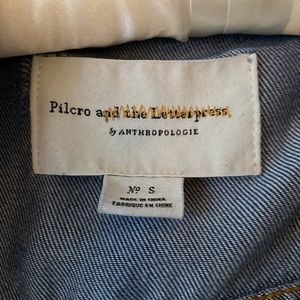 Pilcro and the Letterpress
by ANTHROPOLOGIE
Nº S
MADE IN CHINA
FABRIQUÉ EN CHINE